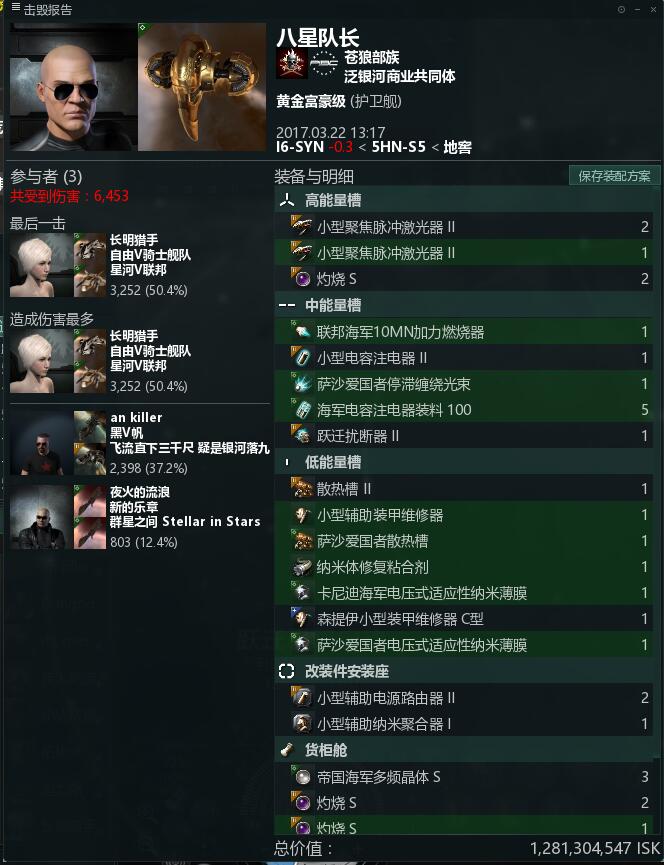 击毁报告
八星队长
苍狼部族
泛银河商业共同体
黄金富豪级 (护卫舰)
2017.03.22 13:17
I6-SYN -0.3 < 5HN-S5 < 地窖
参与者 (3)
共受到伤害：6,453
最后一击
长明猎手
自由V骑士舰队
星河V联邦
3,252 (50.4%)
造成伤害最多
长明猎手
自由V骑士舰队
星河V联邦
3,252 (50.4%)
an killer
黑V帆
飞流直下三千尺 疑是银河落九
2,398 (37.2%)
夜火的流浪
新的乐章
群星之间 Stellar in Stars
803 (12.4%)
装备与明细
保存装配方案
高能量槽
小型聚焦脉冲激光器 II 2
小型聚焦脉冲激光器 II 1
灼烧 S 2
中能量槽
联邦海军10MN加力燃烧器 1
小型电容注电器 II 1
萨沙爱国者停滞缠绕光束 1
海军电容注电器装料 100 5
跃迁扰断器 II 1
低能量槽
散热槽 II 1
小型辅助装甲维修器 1
萨沙爱国者散热槽 1
纳米体修复粘合剂 1
卡尼迪海军电压式适应性纳米薄膜 1
森提伊小型装甲维修器 C型 1
萨沙爱国者电压式适应性纳米薄膜 1
改装件安装座
小型辅助电源路由器 II 2
小型辅助纳米聚合器 I 1
货柜舱
帝国海军多频晶体 S 3
灼烧 S 2
灼烧 S 1
总价值： 1,281,304,547 ISK